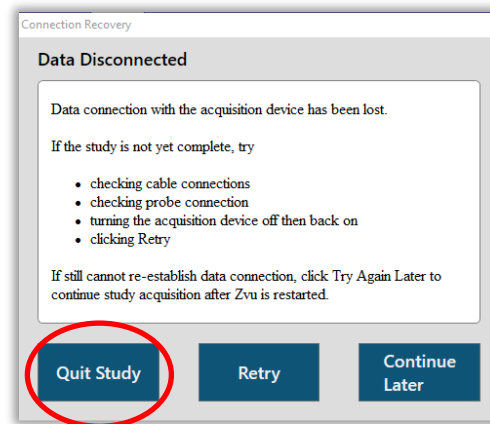 Connection Recovery
Data Disconnected
Data connection with the acquisition device has been lost.
If the study is not yet complete, try
• checking cable connections
• checking probe connection
• turning the acquisition device off then back on
• clicking Retry
If still cannot re-establish data connection, click Try Again Later to
continue study acquisition after Zvu is restarted.
Quit Study
Retry
Continue
Later